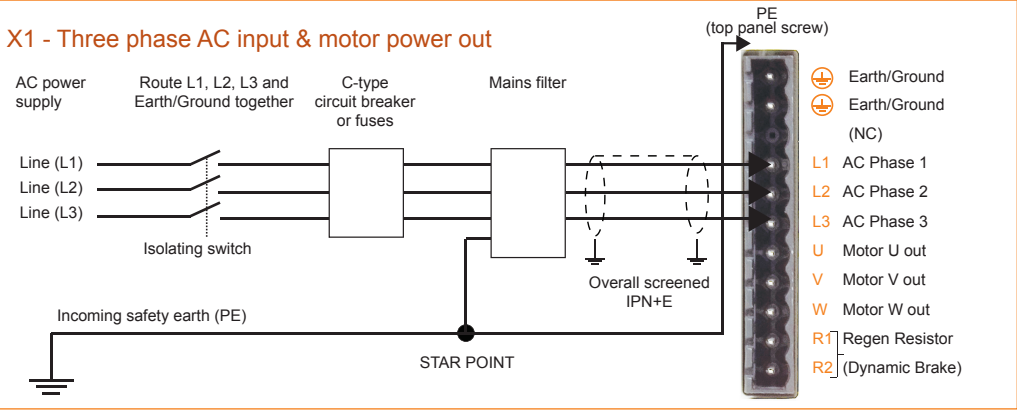 X1 - Three phase AC input & motor power out
PE
(top panel screw)
AC power
supply
Route L1, L2, L3 and
Earth/Ground together
C-type
circuit breaker
or fuses
Mains filter
Line (L1)
Line (L2)
Line (L3)
Isolating switch
Overall screened
IPN+E
Incoming safety earth (PE)
STAR POINT
Earth/Ground
Earth/Ground
(NC)
L1 AC Phase 1
L2 AC Phase 2
L3 AC Phase 3
U Motor U out
V Motor V out
W Motor W out
R1 Regen Resistor
R2 (Dynamic Brake)